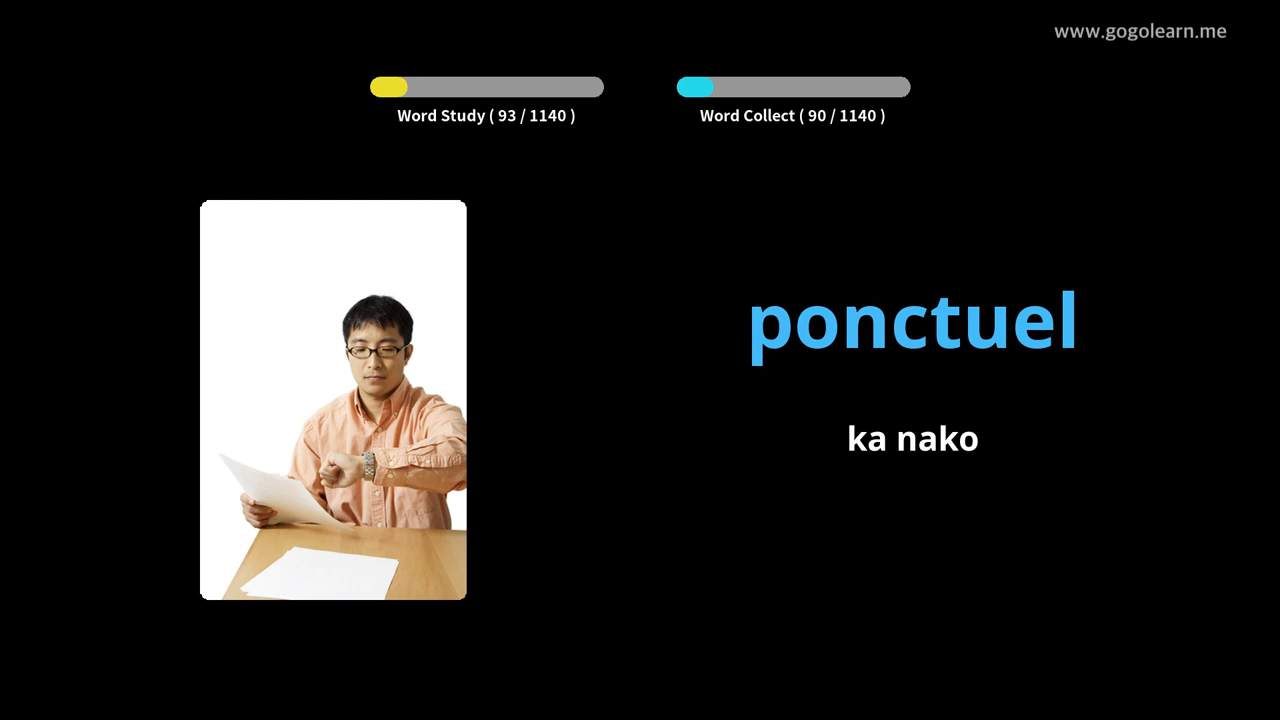 www.gogolearn.me
Word Study ( 93 / 1140 )
Word Collect ( 90 / 1140 )
ponctuel
ka nako